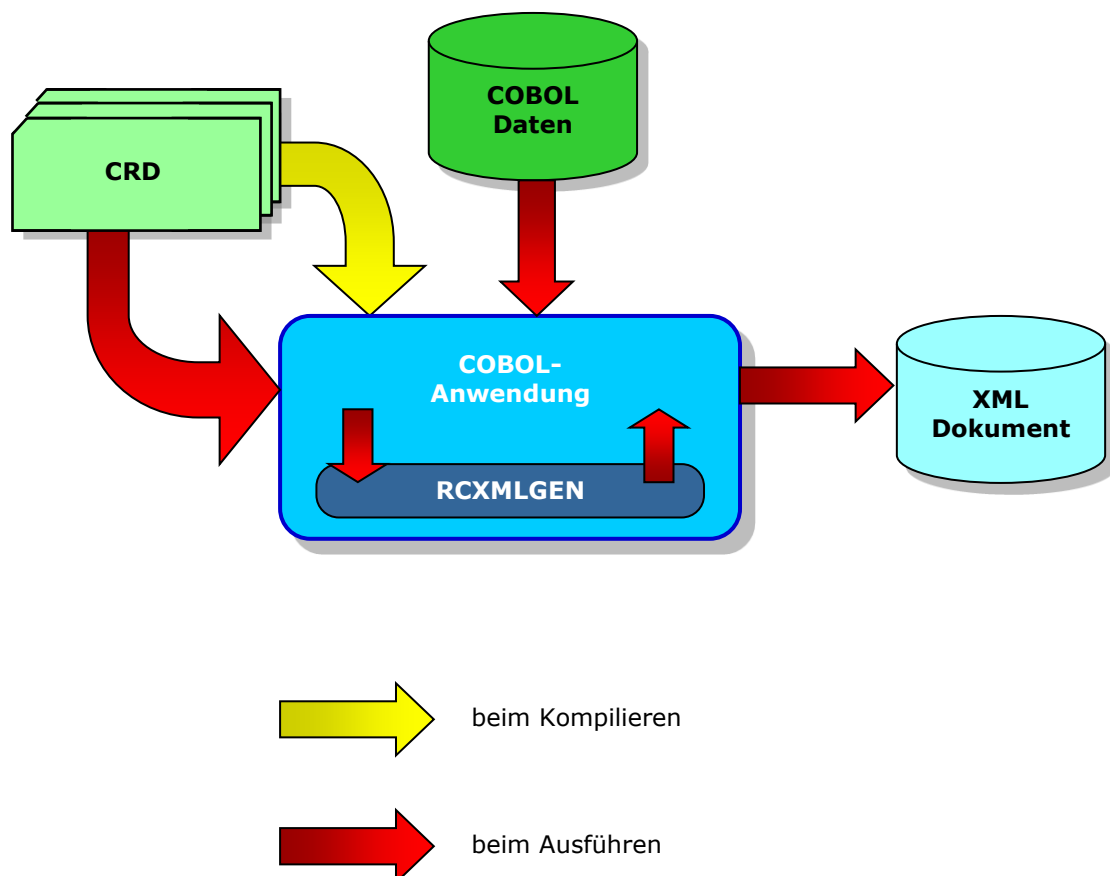 COBOL
Daten
CRD
COBOL-
Anwendung
XML
Dokument
RCXMLGEN
beim Kompilieren
beim Ausführen